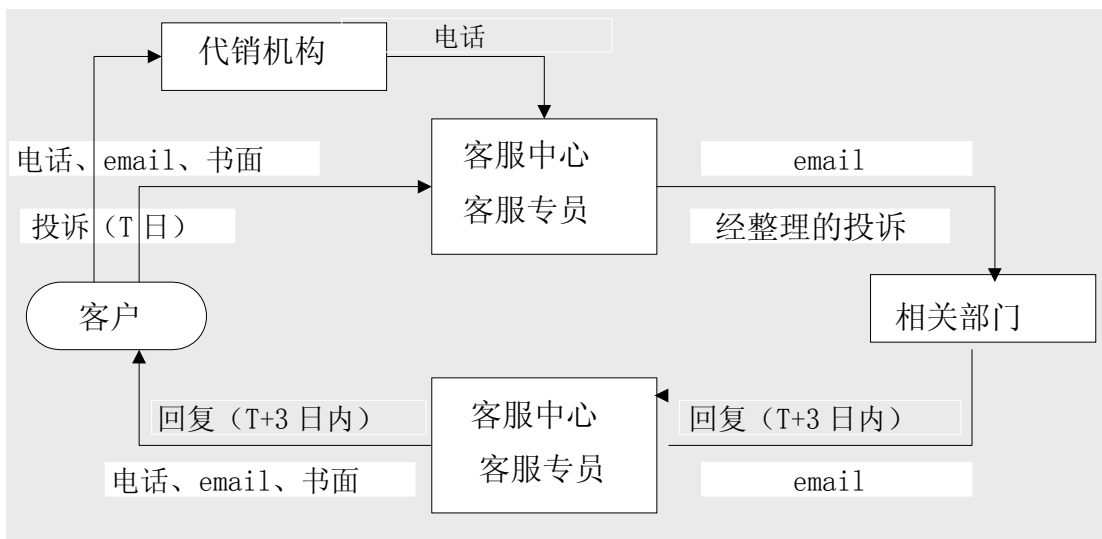 代销机构
电话
电话、email、书面
客服中心
客服专员
email
投诉（T 日）
经整理的投诉
客户
相关部门
回复（T+3 日内）
客服中心
客服专员
回复（T+3 日内）
电话、email、书面
email